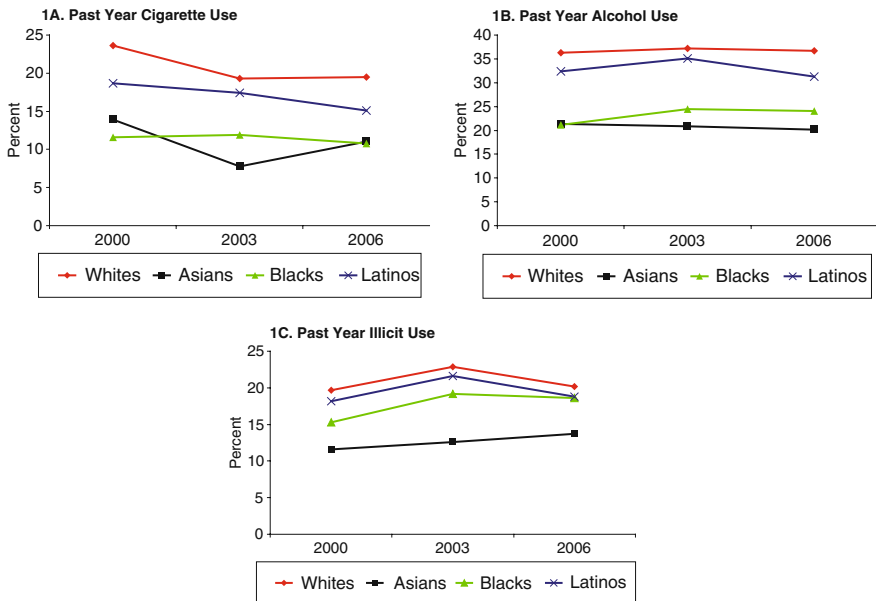 1A. Past Year Cigarette Use
25
20
15
10
5
0
Percent
2000 2003 2006
Whites Asians Blacks Latinos
1B. Past Year Alcohol Use
40
35
30
25
20
15
10
5
0
Percent
2000 2003 2006
Whites Asians Blacks Latinos
1C. Past Year Illicit Use
25
20
15
10
5
0
Percent
2000 2003 2006
Whites Asians Blacks Latinos